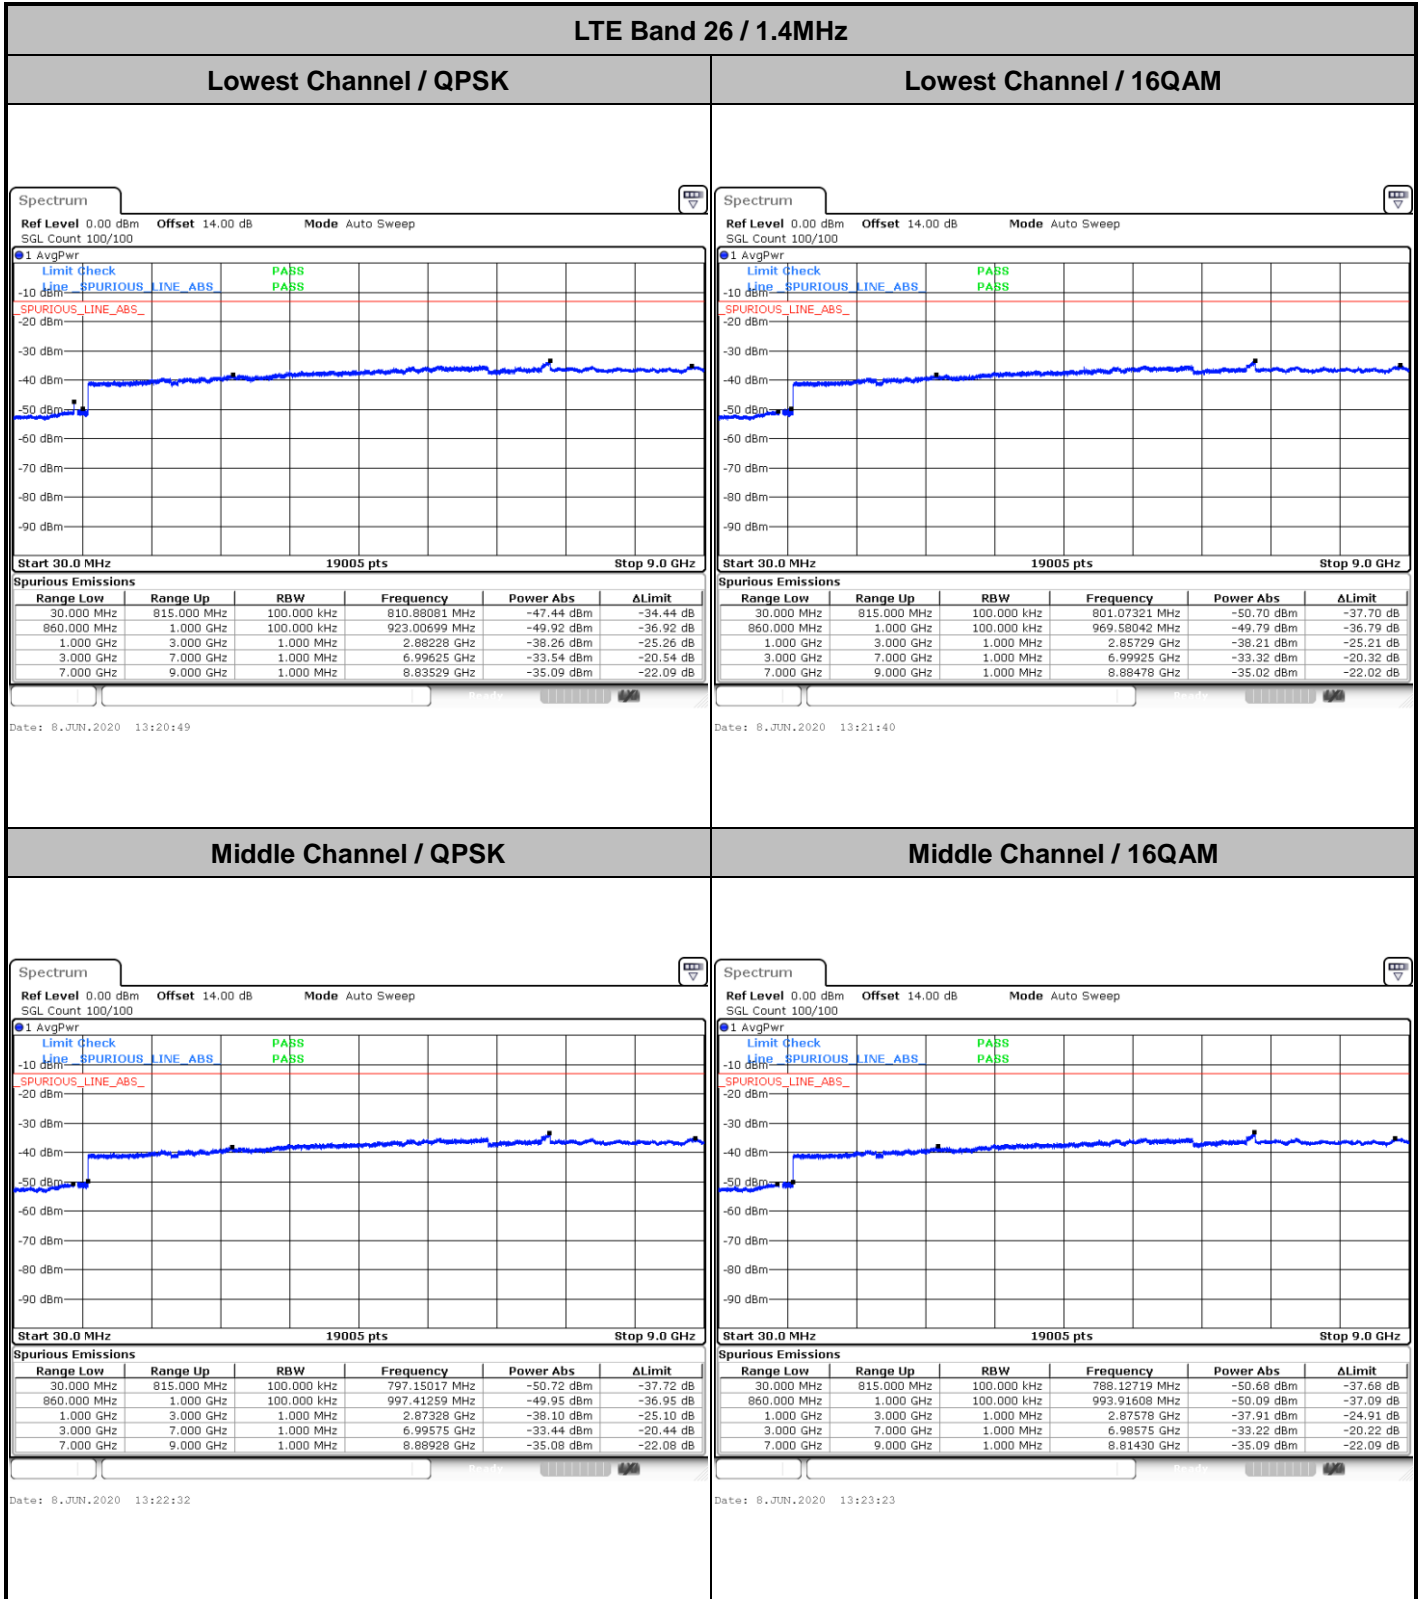 LTE Band 26 / 1.4MHz
Lowest Channel / QPSK
Lowest Channel / 16QAM
Spectrum
Ref Level 0.00 dBm Offset 14.00 dB Mode Auto Sweep
SGL Count 100/100
1 AvgPwr
Limit Check PASS
Line _SPURIOUS_LINE_ABS_ PASS
-10 dBm
_SPURIOUS_LINE_ABS_
-20 dBm
-30 dBm
-40 dBm
-50 dBm
-60 dBm
-70 dBm
-80 dBm
-90 dBm
Start 30.0 MHz 19005 pts Stop 9.0 GHz
Spurious Emissions
Range Low Range Up RBW Frequency Power Abs ΔLimit
30.000 MHz 815.000 MHz 100.000 kHz 810.88081 MHz -47.44 dBm -34.44 dB
860.000 MHz 1.000 GHz 100.000 kHz 923.00699 MHz -49.92 dBm -36.92 dB
1.000 GHz 3.000 GHz 1.000 MHz 2.88228 GHz -38.26 dBm -25.26 dB
3.000 GHz 7.000 GHz 1.000 MHz 6.99625 GHz -33.54 dBm -20.54 dB
7.000 GHz 9.000 GHz 1.000 MHz 8.83529 GHz -35.09 dBm -22.09 dB
Ready
Date: 8.JUN.2020 13:20:49
Spectrum
Ref Level 0.00 dBm Offset 14.00 dB Mode Auto Sweep
SGL Count 100/100
1 AvgPwr
Limit Check PASS
Line _SPURIOUS_LINE_ABS_ PASS
-10 dBm
_SPURIOUS_LINE_ABS_
-20 dBm
-30 dBm
-40 dBm
-50 dBm
-60 dBm
-70 dBm
-80 dBm
-90 dBm
Start 30.0 MHz 19005 pts Stop 9.0 GHz
Spurious Emissions
Range Low Range Up RBW Frequency Power Abs ΔLimit
30.000 MHz 815.000 MHz 100.000 kHz 801.07321 MHz -50.70 dBm -37.70 dB
860.000 MHz 1.000 GHz 100.000 kHz 969.58042 MHz -49.79 dBm -36.79 dB
1.000 GHz 3.000 GHz 1.000 MHz 2.85729 GHz -38.21 dBm -25.21 dB
3.000 GHz 7.000 GHz 1.000 MHz 6.99925 GHz -33.32 dBm -20.32 dB
7.000 GHz 9.000 GHz 1.000 MHz 8.88478 GHz -35.02 dBm -22.02 dB
Ready
Date: 8.JUN.2020 13:21:40
Middle Channel / QPSK
Middle Channel / 16QAM
Spectrum
Ref Level 0.00 dBm Offset 14.00 dB Mode Auto Sweep
SGL Count 100/100
1 AvgPwr
Limit Check PASS
Line _SPURIOUS_LINE_ABS_ PASS
-10 dBm
_SPURIOUS_LINE_ABS_
-20 dBm
-30 dBm
-40 dBm
-50 dBm
-60 dBm
-70 dBm
-80 dBm
-90 dBm
Start 30.0 MHz 19005 pts Stop 9.0 GHz
Spurious Emissions
Range Low Range Up RBW Frequency Power Abs ΔLimit
30.000 MHz 815.000 MHz 100.000 kHz 797.15017 MHz -50.72 dBm -37.72 dB
860.000 MHz 1.000 GHz 100.000 kHz 997.41259 MHz -49.95 dBm -36.95 dB
1.000 GHz 3.000 GHz 1.000 MHz 2.87328 GHz -38.10 dBm -25.10 dB
3.000 GHz 7.000 GHz 1.000 MHz 6.99575 GHz -33.44 dBm -20.44 dB
7.000 GHz 9.000 GHz 1.000 MHz 8.88928 GHz -35.08 dBm -22.08 dB
Ready
Date: 8.JUN.2020 13:22:32
Spectrum
Ref Level 0.00 dBm Offset 14.00 dB Mode Auto Sweep
SGL Count 100/100
1 AvgPwr
Limit Check PASS
Line _SPURIOUS_LINE_ABS_ PASS
-10 dBm
_SPURIOUS_LINE_ABS_
-20 dBm
-30 dBm
-40 dBm
-50 dBm
-60 dBm
-70 dBm
-80 dBm
-90 dBm
Start 30.0 MHz 19005 pts Stop 9.0 GHz
Spurious Emissions
Range Low Range Up RBW Frequency Power Abs ΔLimit
30.000 MHz 815.000 MHz 100.000 kHz 788.12719 MHz -50.68 dBm -37.68 dB
860.000 MHz 1.000 GHz 100.000 kHz 993.91608 MHz -50.09 dBm -37.09 dB
1.000 GHz 3.000 GHz 1.000 MHz 2.87578 GHz -37.91 dBm -24.91 dB
3.000 GHz 7.000 GHz 1.000 MHz 6.98575 GHz -33.22 dBm -20.22 dB
7.000 GHz 9.000 GHz 1.000 MHz 8.81430 GHz -35.09 dBm -22.09 dB
Ready
Date: 8.JUN.2020 13:23:23